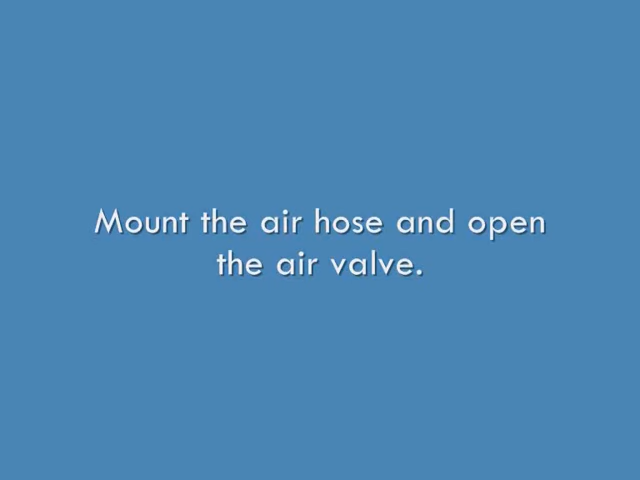 Mount the air hose and open
the air valve.